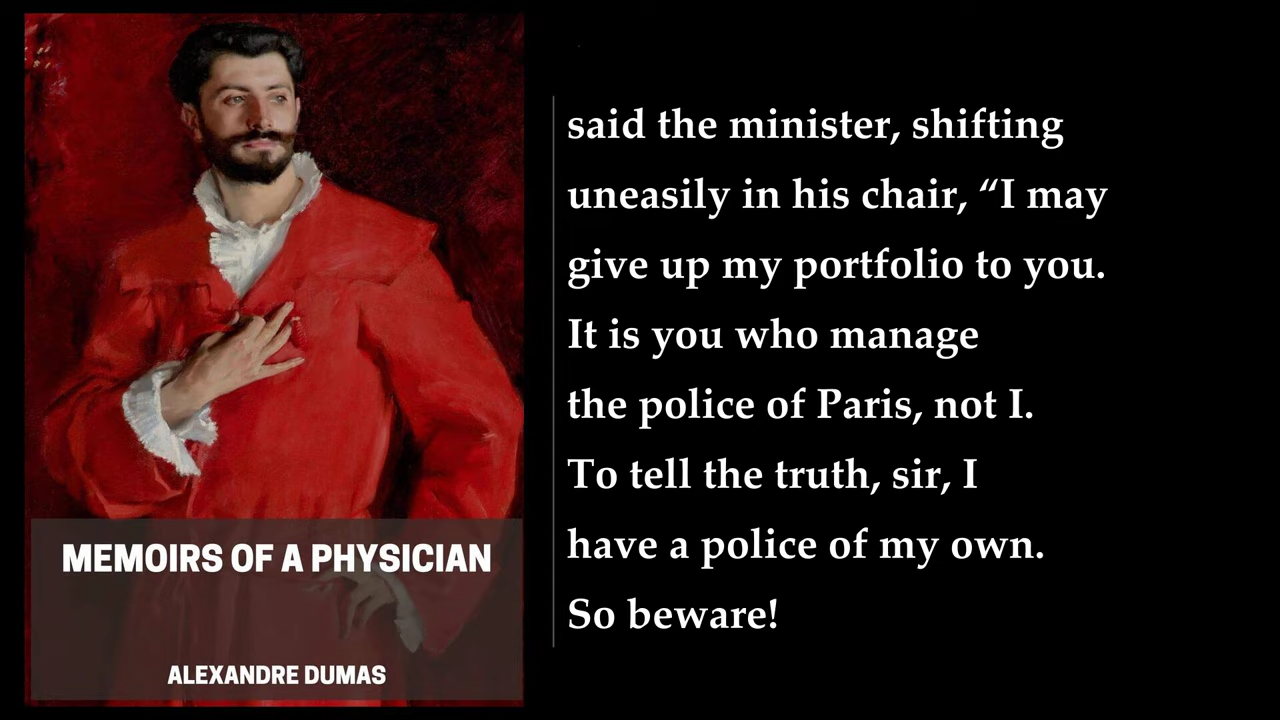 MEMOIRS OF A PHYSICIAN
ALEXANDRE DUMAS
said the minister, shifting
uneasily in his chair, “I may
give up my portfolio to you.
It is you who manage
the police of Paris, not I.
To tell the truth, sir, I
have a police of my own.
So beware!